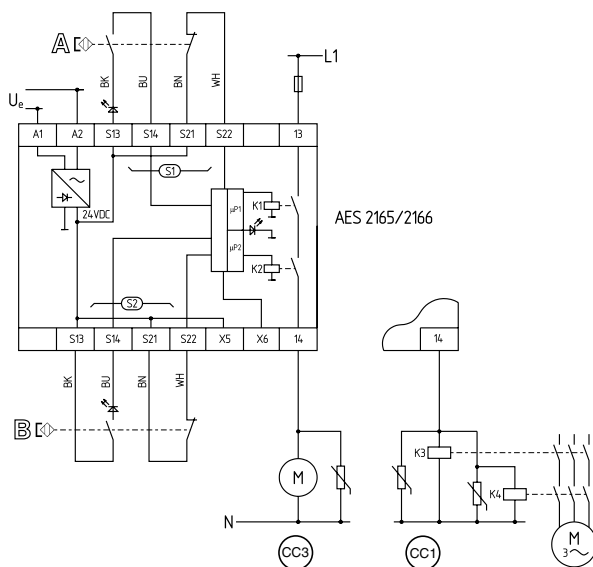 A
L1
BK
BU
BN
WH
Ue
A1 A2 S13 S14 S21 S22 13
S1
24VDC
µP1
K1
AES 2165/2166
µP2
K2
S2
S13 S14 S21 S22 X5 X6 14
14
BK
BU
BN
WH
B
K3
K4
M
N
M
3~
CC3
CC1